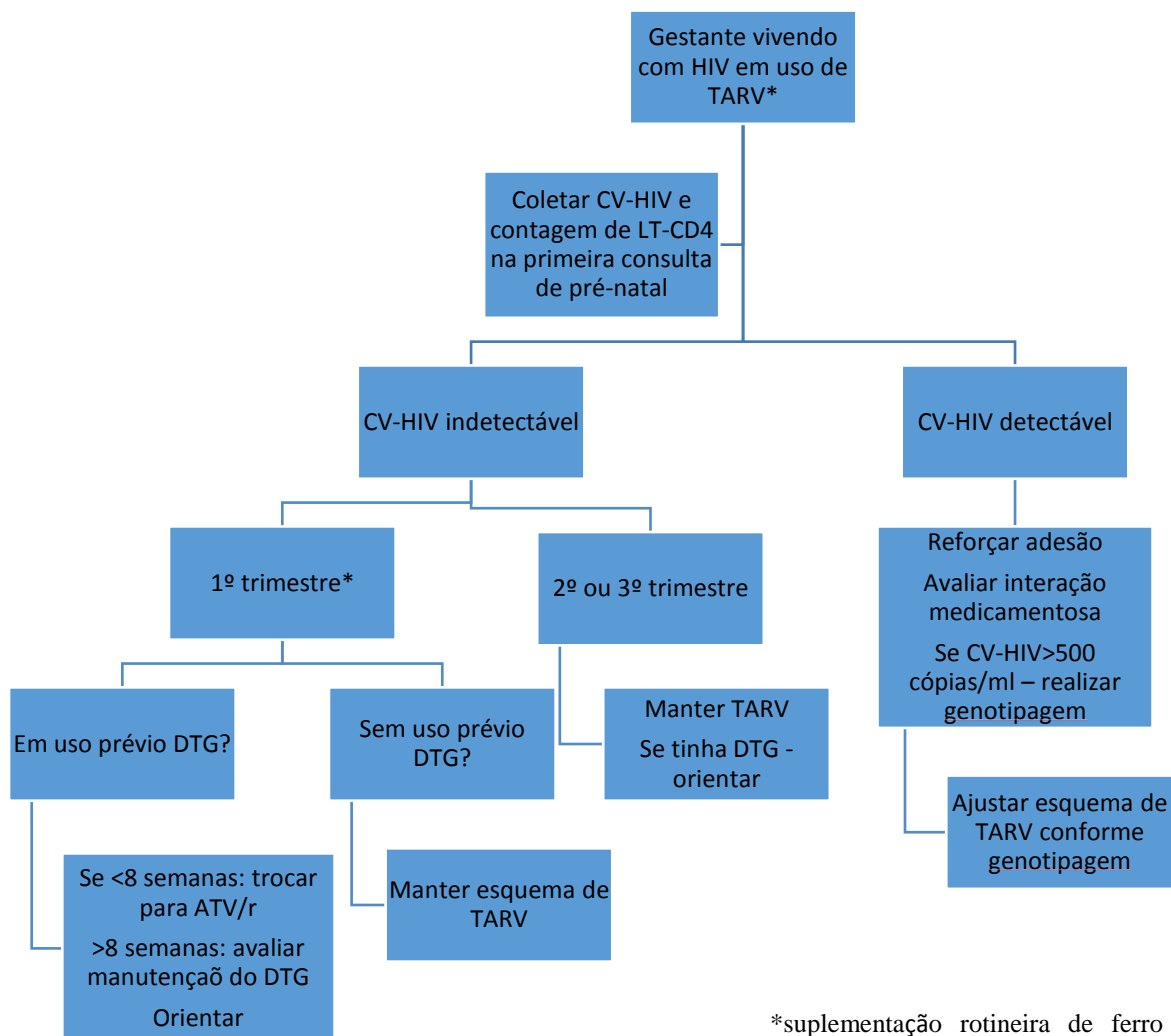 Gestante vivendo
com HIV em uso de
TARV*
Coletar CV-HIV e
contagem de LT-CD4
na primeira consulta
de pré-natal
CV-HIV indetectável
CV-HIV detectável
1º trimestre*
2º ou 3º trimestre
Reforçar adesão
Avaliar interação
medicamentosa
Se CV-HIV>500
cópias/ml – realizar
genotipagem
Em uso prévio DTG?
Sem uso prévio
DTG?
Manter TARV
Se tinha DTG -
orientar
Ajustar esquema de
TARV conforme
genotipagem
Se <8 semanas: trocar
para ATV/r
>8 semanas: avaliar
manutençaõ do DTG
Orientar
Manter esquema de
TARV
*suplementação rotineira de ferro